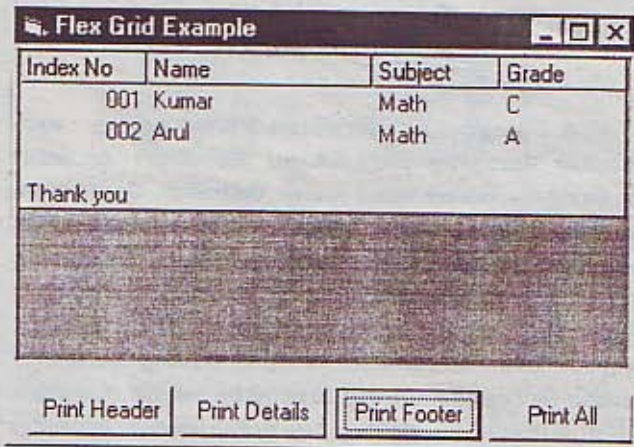 Flex Grid Example
Index No Name Subject Grade
001 Kumar Math C
002 Arul Math A
Thank you
Print Header Print Details Print Footer Print All